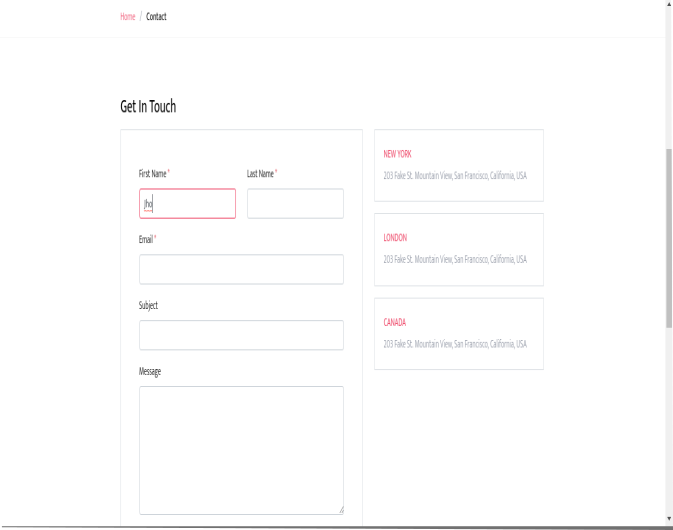 Home / Contact
Get In Touch
First Name *
Last Name *
Jho
Email *
Subject
Message
NEW YORK
203 Fake St. Mountain View, San Francisco, California, USA
LONDON
203 Fake St. Mountain View, San Francisco, California, USA
CANADA
203 Fake St. Mountain View, San Francisco, California, USA